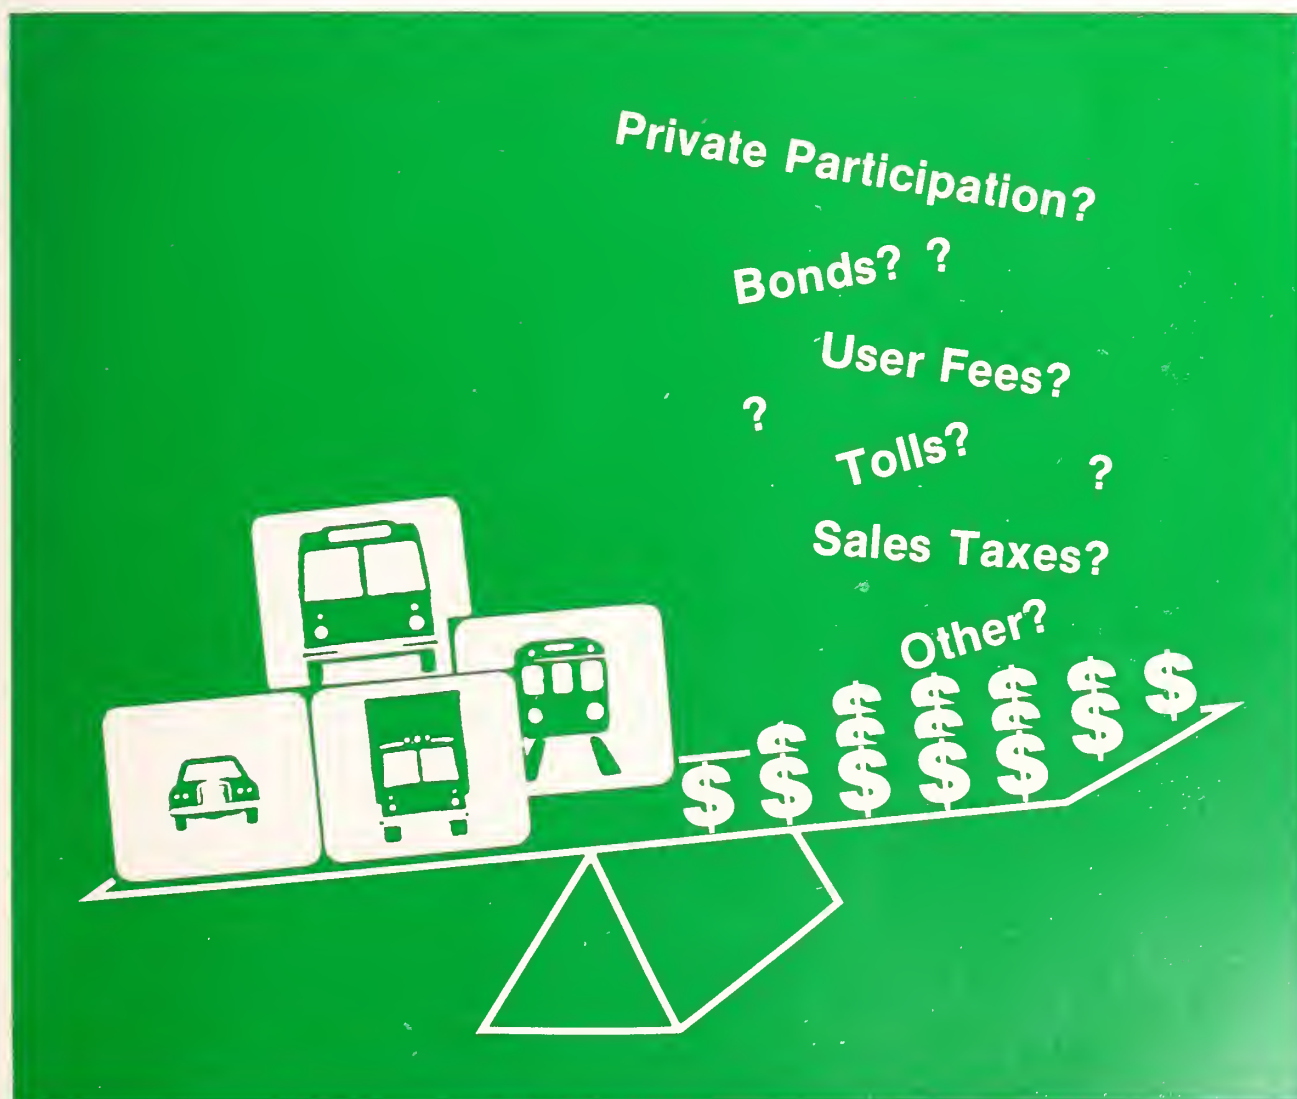 Private Participation?
Bonds? ?
User Fees?
?
Tolls?
?
Sales Taxes?
Other?
$ $ $ $ $
$ $ $ $ $
$ $ $ $ $